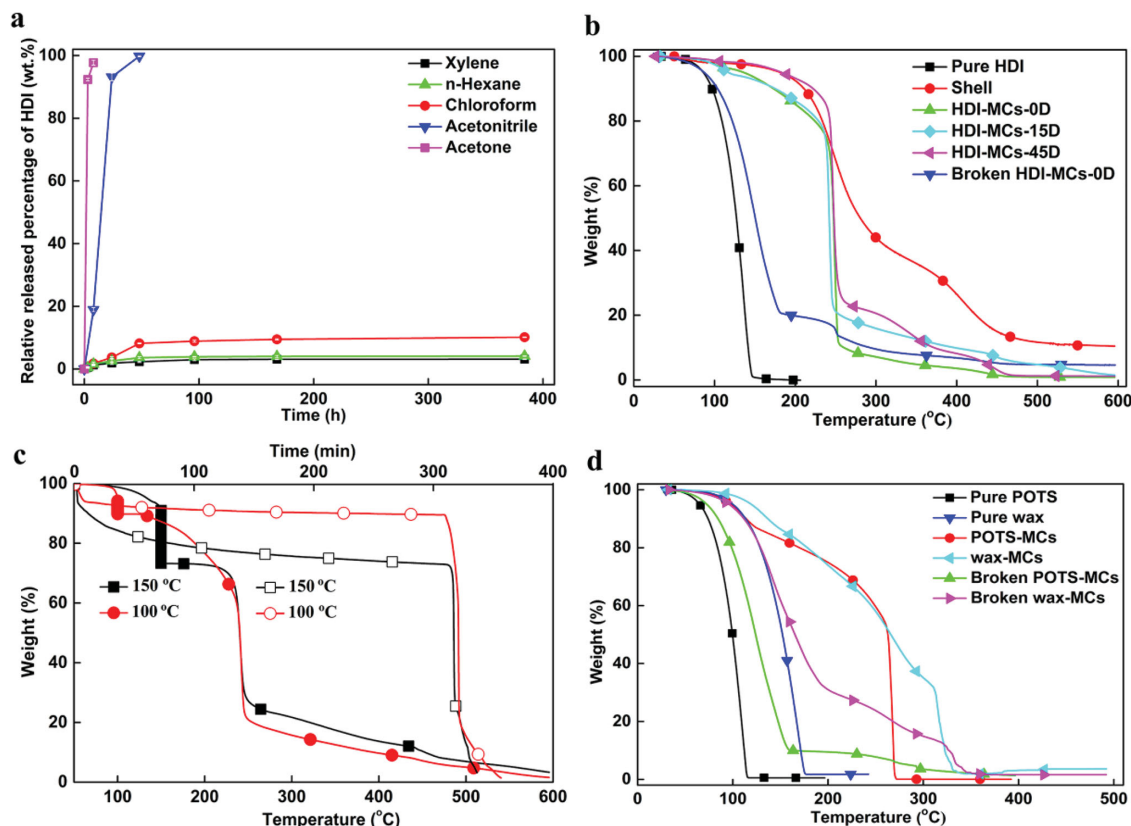 a
Relative released percentage of HDI (wt.%)
100
80
60
40
20
0
Xylene
n-Hexane
Chloroform
Acetonitrile
Acetone
0 100 200 300 400
Time (h)
b
Weight (%)
100
80
60
40
20
0
Pure HDI
Shell
HDI-MCs-0D
HDI-MCs-15D
HDI-MCs-45D
Broken HDI-MCs-0D
0 100 200 300 400 500 600
Temperature (°C)
c
Time (min)
0 100 200 300 400
Weight (%)
100
80
60
40
20
0
150 °C 150 °C
100 °C 100 °C
100 200 300 400 500 600
Temperature (°C)
d
Weight (%)
100
80
60
40
20
0
Pure POTS
Pure wax
POTS-MCs
wax-MCs
Broken POTS-MCs
Broken wax-MCs
0 100 200 300 400 500
Temperature (°C)